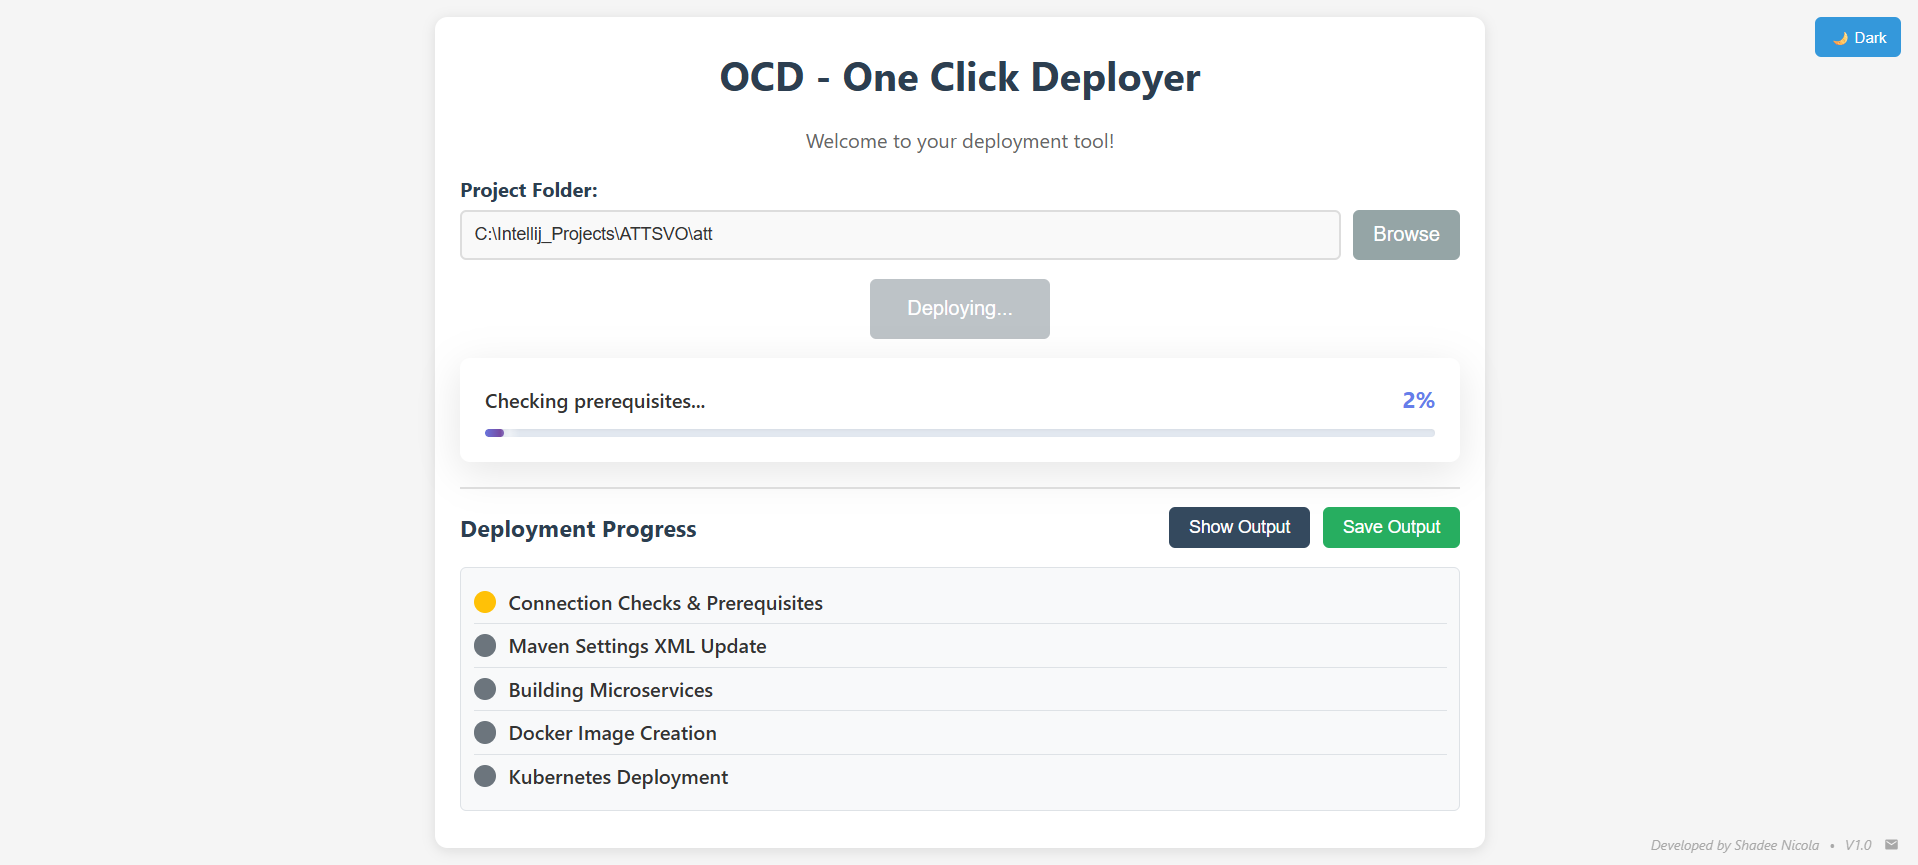 Dark
OCD - One Click Deployer
Welcome to your deployment tool!
Project Folder:
C:\Intellij_Projects\ATTSVO\att
Browse
Deploying...
Checking prerequisites...
2%
Deployment Progress
Show Output
Save Output
Connection Checks & Prerequisites
Maven Settings XML Update
Building Microservices
Docker Image Creation
Kubernetes Deployment
Developed by Shadee Nicola • V1.0